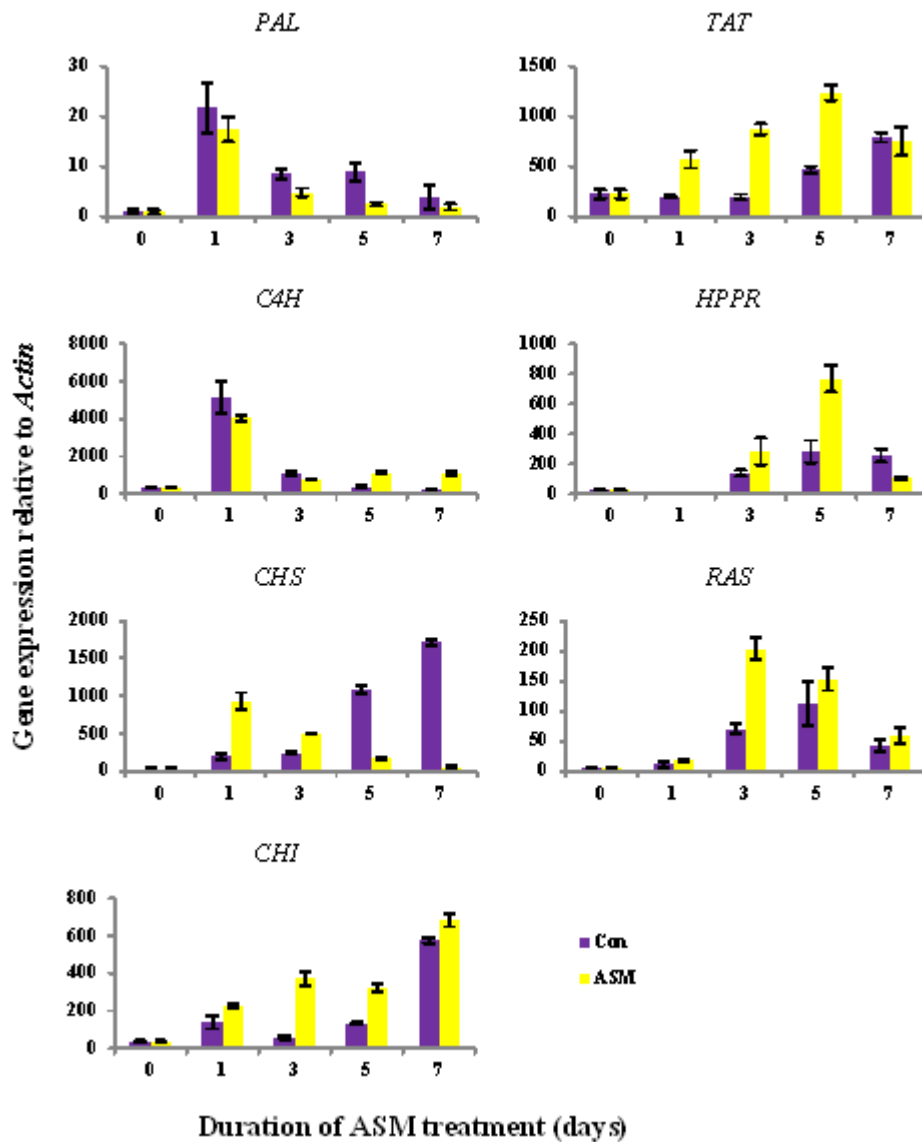 PAL
30
20
10
0
0 1 3 5 7
TAT
1500
1000
500
0
0 1 3 5 7
C4H
8000
6000
4000
2000
0
0 1 3 5 7
HPPR
1000
800
600
400
200
0
0 1 3 5 7
CHS
2000
1500
1000
500
0
0 1 3 5 7
RAS
250
200
150
100
50
0
0 1 3 5 7
CHI
800
600
400
200
0
0 1 3 5 7
Con
ASM
Gene expression relative to Actin
Duration of ASM treatment (days)